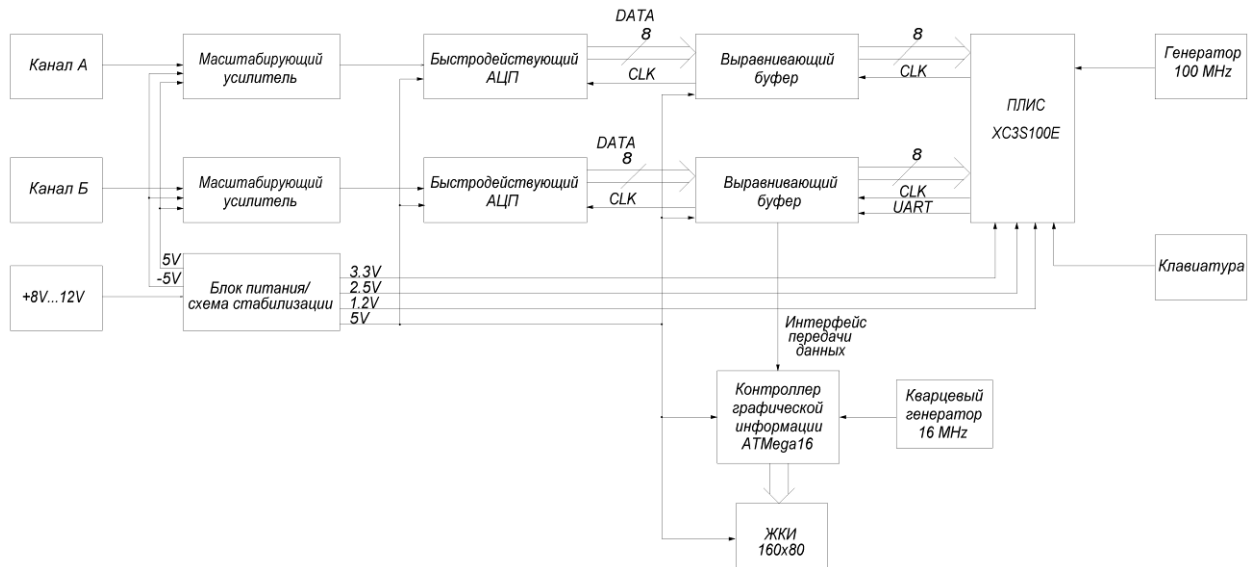 DATA
8
8
Канал А
Масштабирующий
усилитель
Быстродействующий
АЦП
CLK
Выравнивающий
буфер
CLK
ПЛИС
XC3S100E
Генератор
100 MHz
DATA
8
8
Канал Б
Масштабирующий
усилитель
Быстродействующий
АЦП
CLK
Выравнивающий
буфер
CLK
UART
5V
-5V
+8V...12V
Блок питания/
схема стабилизации
3.3V
2.5V
1.2V
5V
Клавиатура
Интерфейс
передачи
данных
Контроллер
графической
информации
ATMega16
Кварцевый
генератор
16 MHz
ЖКИ
160x80